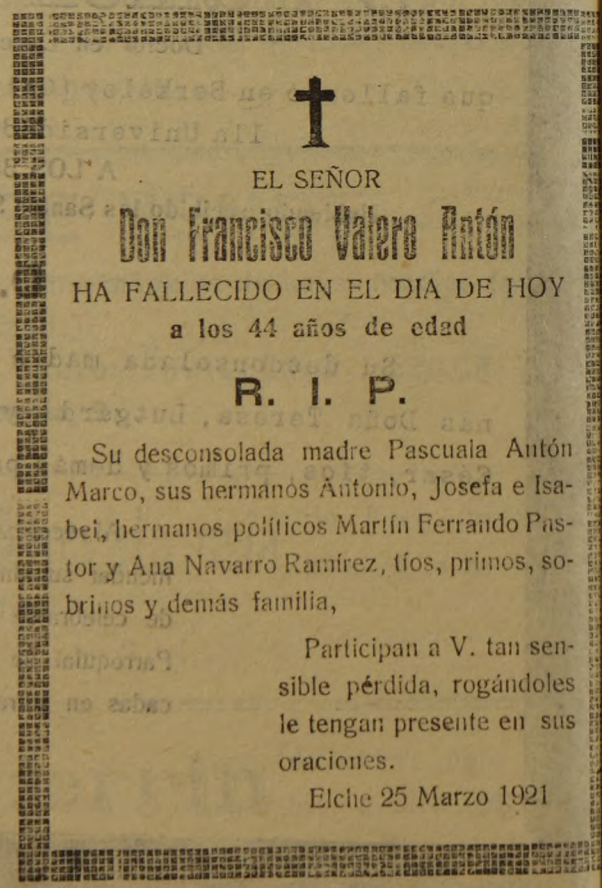 EL SEÑOR
Don Francisco Valero Antón
HA FALLECIDO EN EL DIA DE HOY
a los 44 años de edad
R. I. P.
Su desconsolada madre Pascuala Antón
Marco, sus hermanos Antonio, Josefa e Isa-
bel, hermanos políticos Martín Ferrando Pas-
tor y Ana Navarro Ramírez, tíos, primos, so-
brinos y demás familia,
Participan a V. tan sen-
sible pérdida, rogándoles
le tengan presente en sus
oraciones.
Elche 25 Marzo 1921